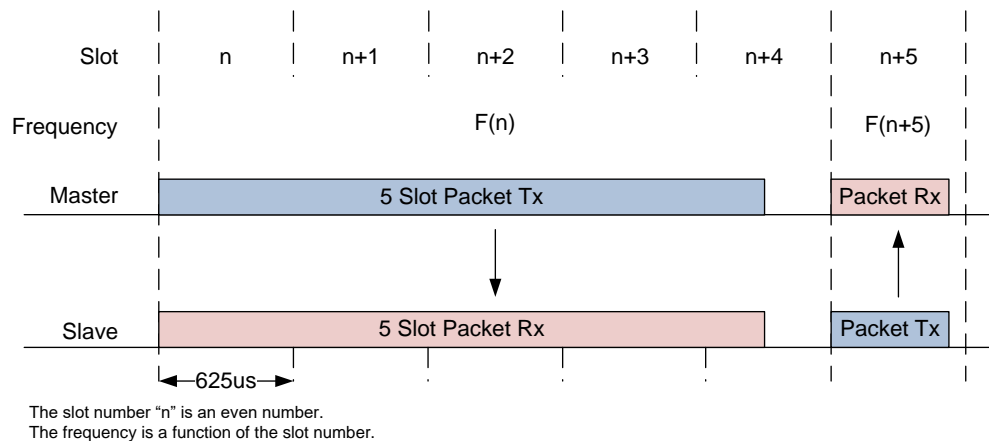 Slot n n+1 n+2 n+3 n+4 n+5
Frequency F(n) F(n+5)
Master 5 Slot Packet Tx Packet Rx
Slave 5 Slot Packet Rx Packet Tx
625us
The slot number “n” is an even number.
The frequency is a function of the slot number.